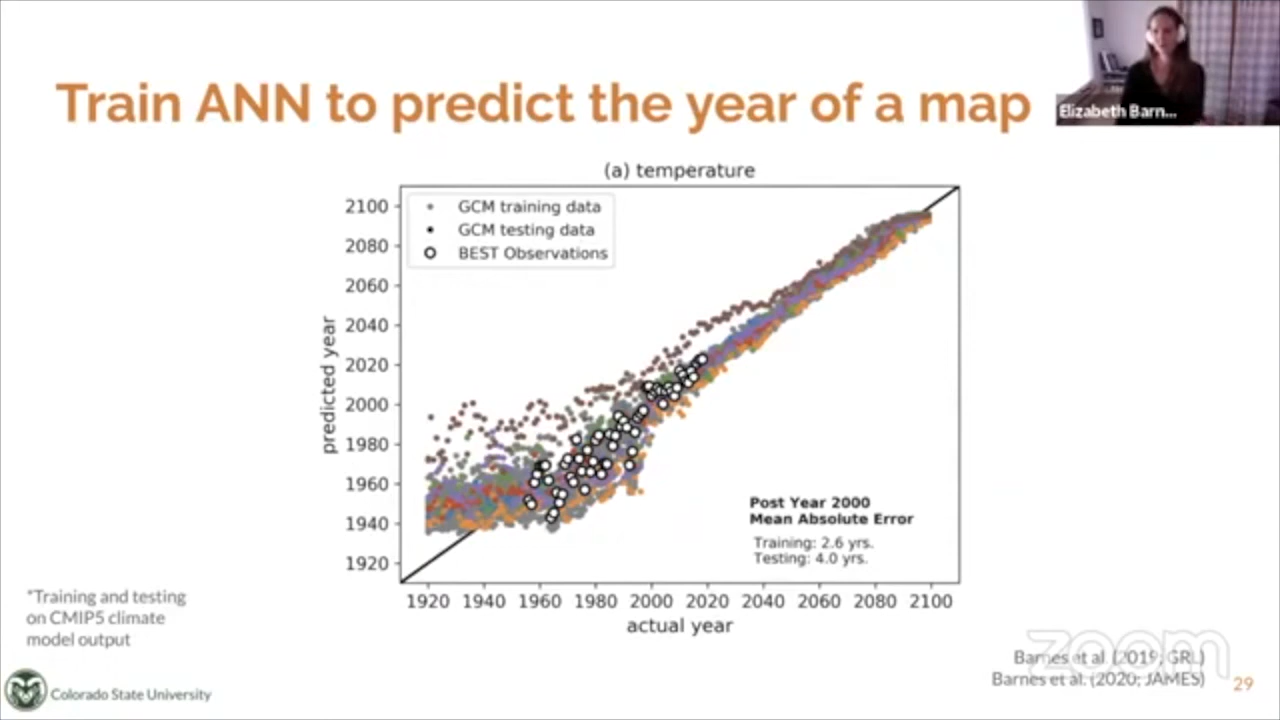 Train ANN to predict the year of a map
Elizabeth Barn...
(a) temperature
GCM training data
GCM testing data
BEST Observations
predicted year
2100
2080
2060
2040
2020
2000
1980
1960
1940
1920
Post Year 2000
Mean Absolute Error
Training: 2.6 yrs.
Testing: 4.0 yrs.
1920 1940 1960 1980 2000 2020 2040 2060 2080 2100
actual year
*Training and testing
on CMIP5 climate
model output
Colorado State University
zoom
Barnes et al. (2019; GRL)
Barnes et al. (2020; JAMES)
29